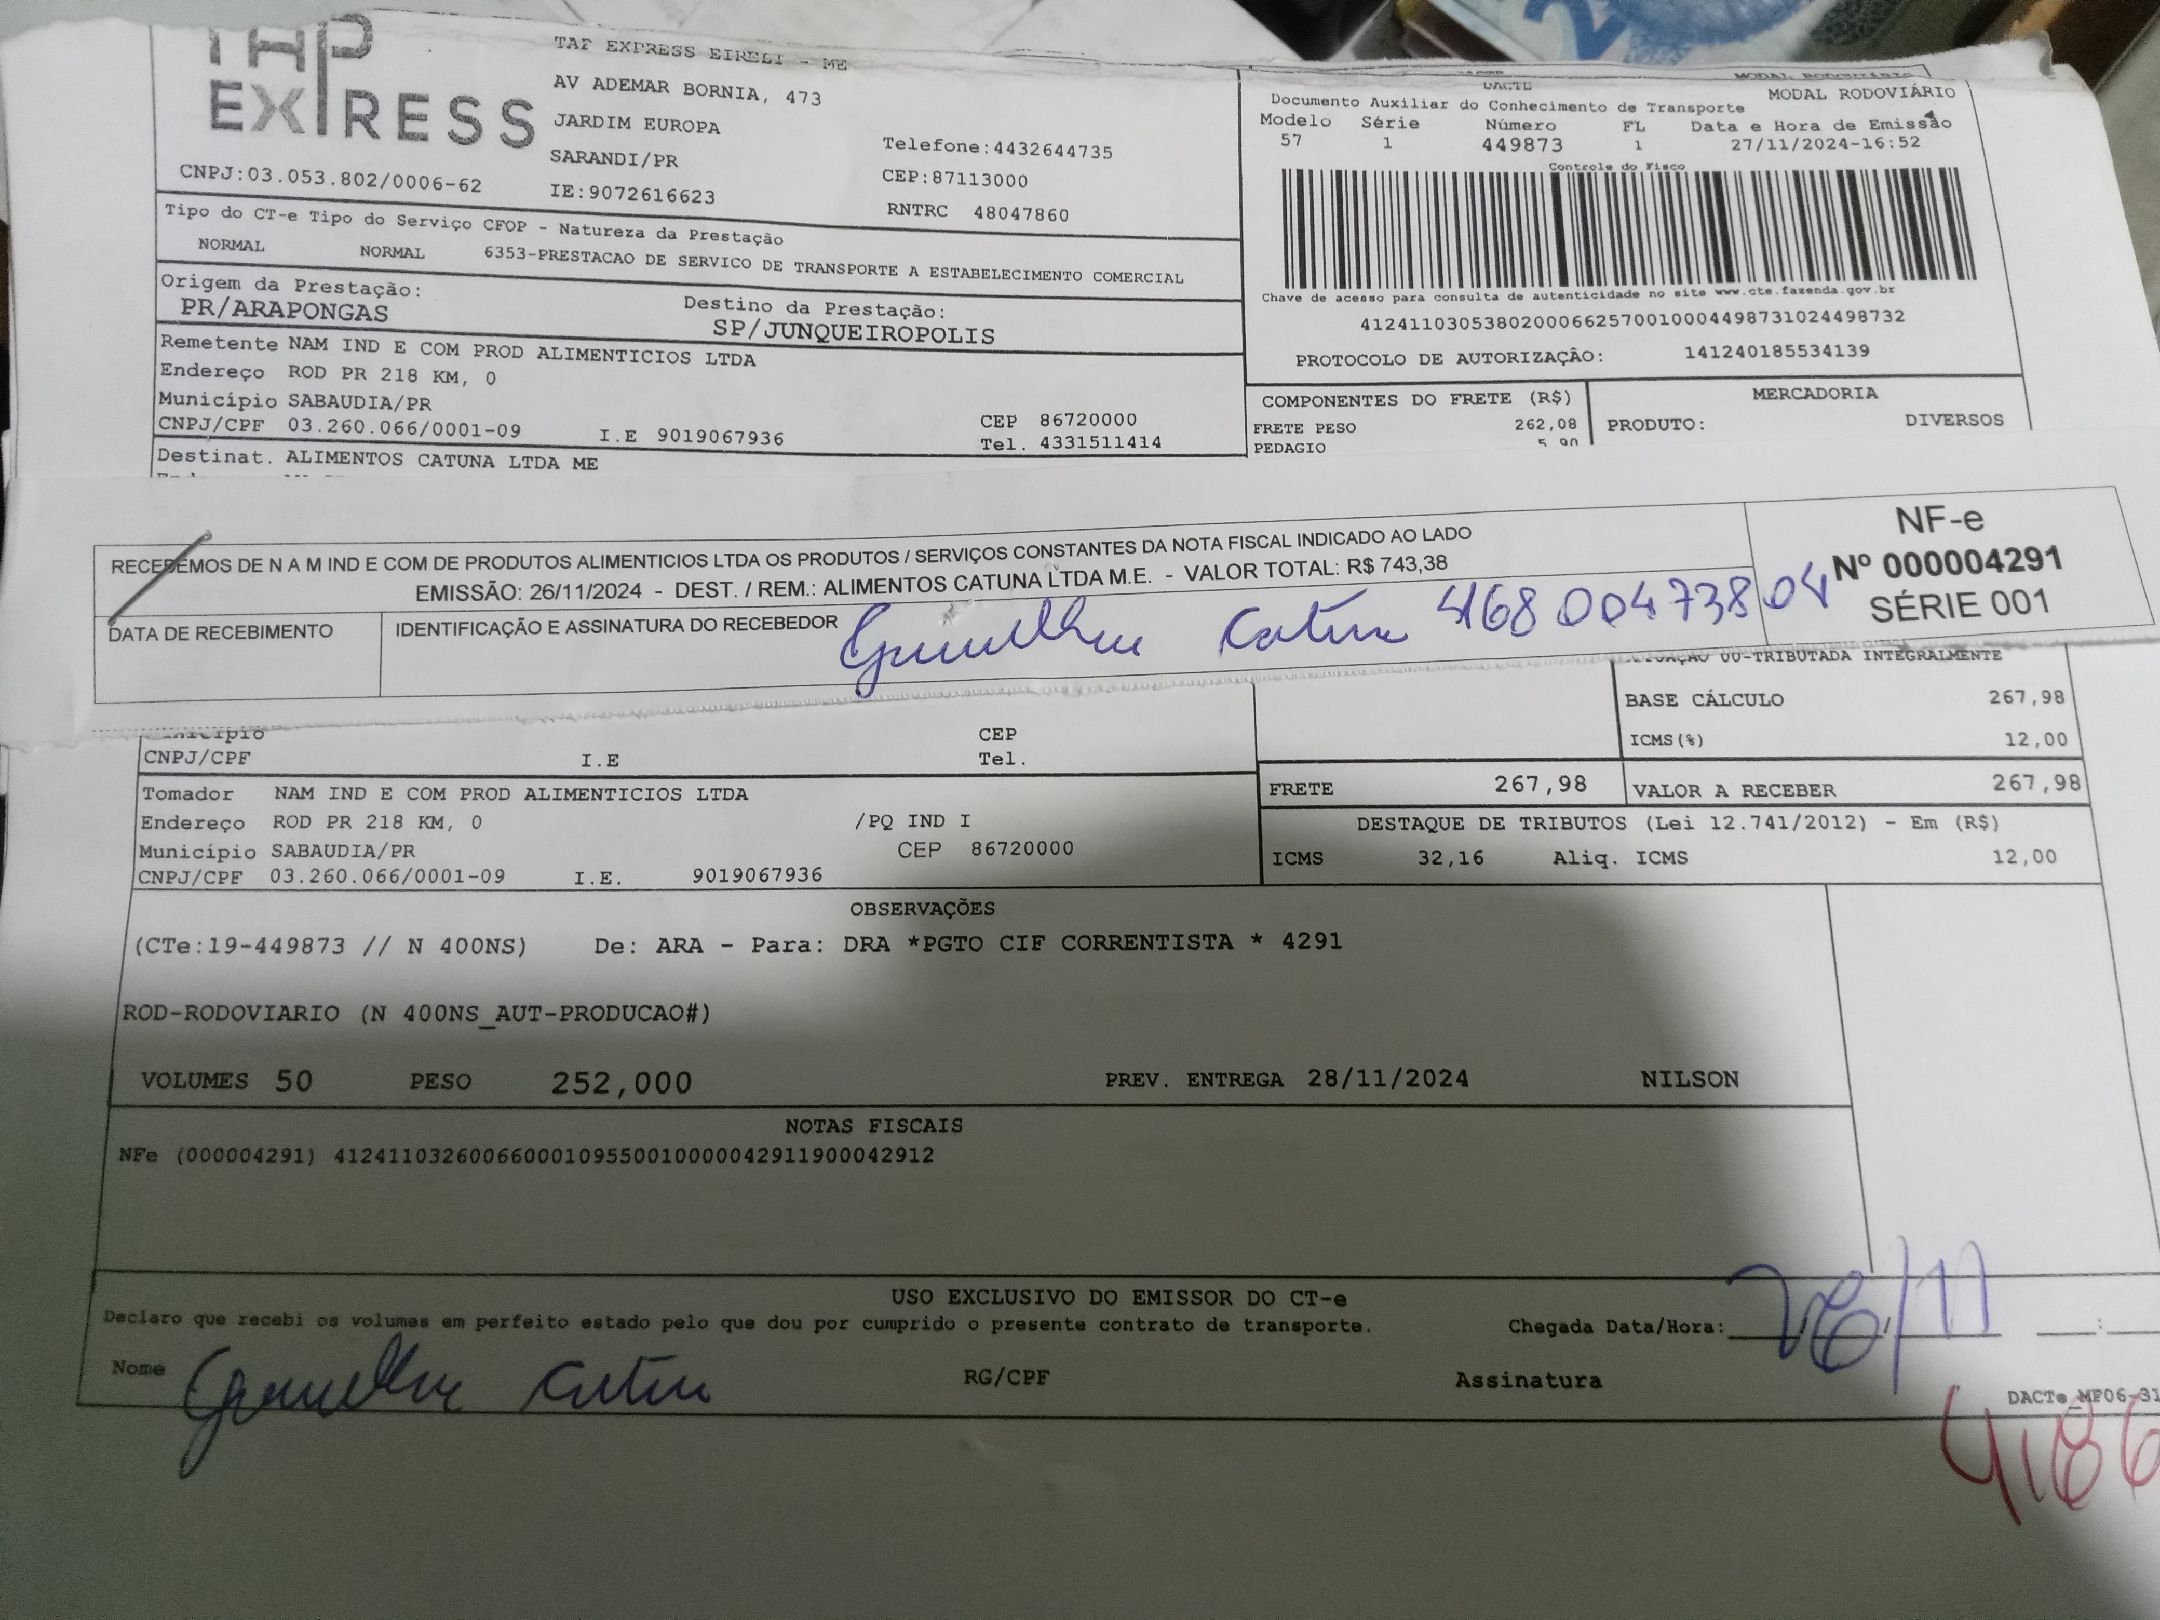 TAP
EXPRESS
TAP EXPRESS EIRELI - ME
AV ADEMAR BORNIA, 473
JARDIM EUROPA
SARANDI/PR
Telefone:4432644735
CEP:87113000
CNPJ:03.053.802/0006-62
IE:9072616623
RNTRC 48047860
DACTE
MODAL RODOVIÁRIO
Documento Auxiliar do Conhecimento de Transporte
Modelo Série Número FL Data e Hora de Emissão
57 1 449873 1 27/11/2024-16:52
Controle do Fisco
Chave de acesso para consulta de autenticidade no site www.cte.fazenda.gov.br
41241103053802000662570010004498731024498732
PROTOCOLO DE AUTORIZAÇÃO: 141240185534139
Tipo do CT-e Tipo do Serviço CFOP - Natureza da Prestação
NORMAL NORMAL 6353-PRESTACAO DE SERVICO DE TRANSPORTE A ESTABELECIMENTO COMERCIAL
Origem da Prestação: Destino da Prestação:
PR/ARAPONGAS SP/JUNQUEIROPOLIS
Remetente NAM IND E COM PROD ALIMENTICIOS LTDA
Endereço ROD PR 218 KM, 0
Município SABAUDIA/PR CEP 86720000
CNPJ/CPF 03.260.066/0001-09 I.E 9019067936 Tel. 4331511414
Destinat. ALIMENTOS CATUNA LTDA ME
COMPONENTES DO FRETE (R$)
FRETE PESO 262,08
PEDAGIO 5,90
MERCADORIA
PRODUTO: DIVERSOS
RECEBEMOS DE N A M IND E COM DE PRODUTOS ALIMENTICIOS LTDA OS PRODUTOS / SERVIÇOS CONSTANTES DA NOTA FISCAL INDICADO AO LADO
EMISSÃO: 26/11/2024 - DEST. / REM.: ALIMENTOS CATUNA LTDA M.E. - VALOR TOTAL: R$ 743,38
DATA DE RECEBIMENTO
IDENTIFICAÇÃO E ASSINATURA DO RECEBEDOR
46800473804
NF-e
Nº 000004291
SÉRIE 001
TRIBUTADA INTEGRALMENTE
BASE CÁLCULO 267,98
ICMS(%) 12,00
Município CEP
CNPJ/CPF I.E Tel.
FRETE 267,98 VALOR A RECEBER 267,98
DESTAQUE DE TRIBUTOS (Lei 12.741/2012) - Em (R$)
ICMS 32,16 Aliq. ICMS 12,00
Tomador NAM IND E COM PROD ALIMENTICIOS LTDA
Endereço ROD PR 218 KM, 0 /PQ IND I
Município SABAUDIA/PR CEP 86720000
CNPJ/CPF 03.260.066/0001-09 I.E. 9019067936
OBSERVAÇÕES
(CTe:19-449873 // N 400NS) De: ARA - Para: DRA *PGTO CIF CORRENTISTA * 4291
ROD-RODOVIARIO (N 400NS_AUT-PRODUCAO#)
VOLUMES 50 PESO 252,000 PREV. ENTREGA 28/11/2024 NILSON
NOTAS FISCAIS
NFe (000004291) 41241103260066000109550010000042911900042912
USO EXCLUSIVO DO EMISSOR DO CT-e
Declaro que recebi os volumes em perfeito estado pelo que dou por cumprido o presente contrato de transporte.
Chegada Data/Hora: 28/11
Nome RG/CPF Assinatura
DACTe_MF06-31